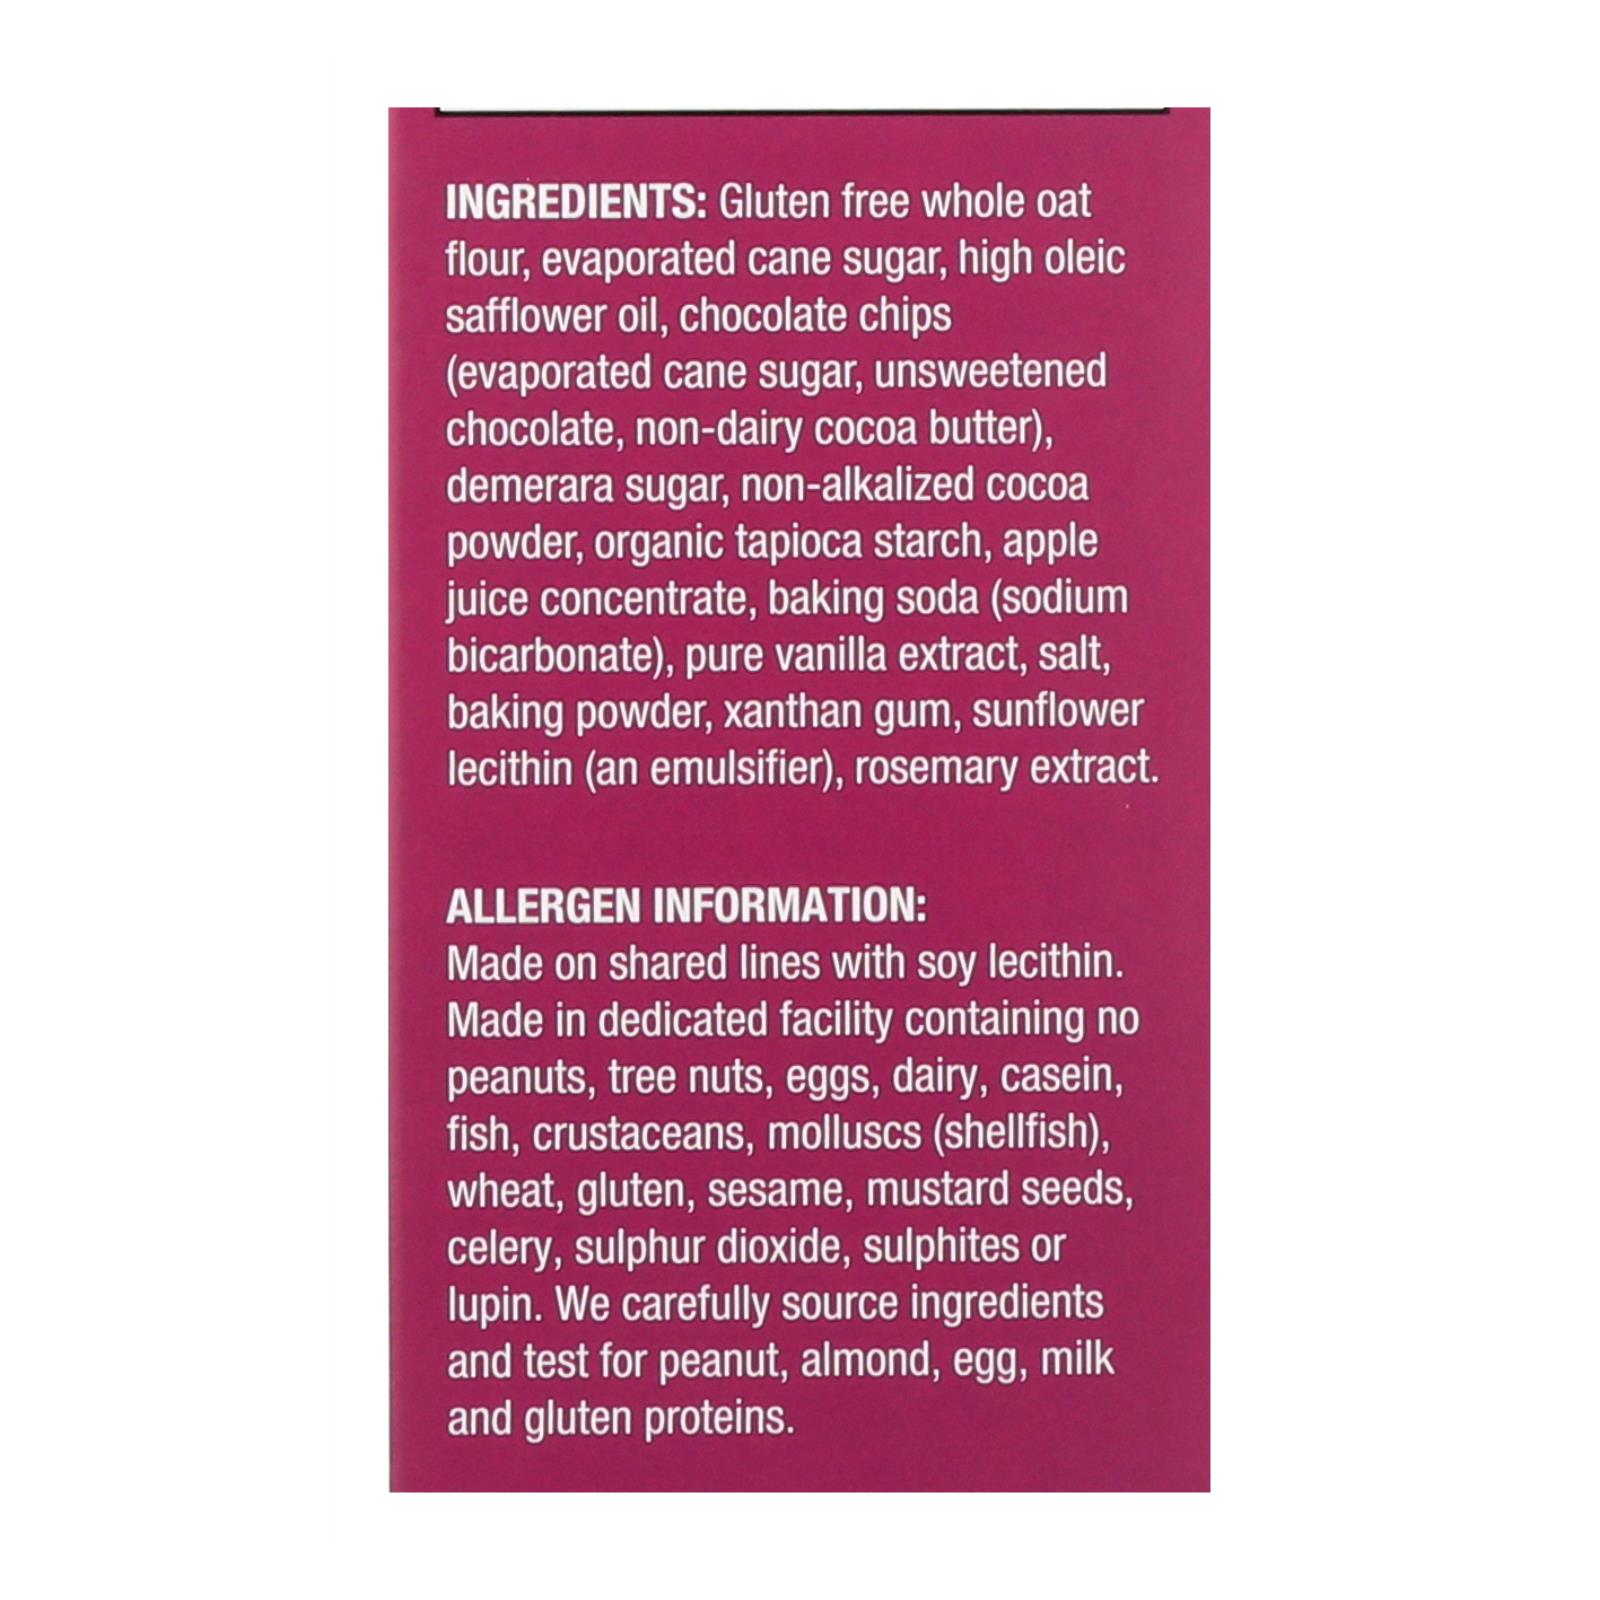 INGREDIENTS: Gluten free whole oat
flour, evaporated cane sugar, high oleic
safflower oil, chocolate chips
(evaporated cane sugar, unsweetened
chocolate, non-dairy cocoa butter),
demerara sugar, non-alkalized cocoa
powder, organic tapioca starch, apple
juice concentrate, baking soda (sodium
bicarbonate), pure vanilla extract, salt,
baking powder, xanthan gum, sunflower
lecithin (an emulsifier), rosemary extract.
ALLERGEN INFORMATION:
Made on shared lines with soy lecithin.
Made in dedicated facility containing no
peanuts, tree nuts, eggs, dairy, casein,
fish, crustaceans, molluscs (shellfish),
wheat, gluten, sesame, mustard seeds,
celery, sulphur dioxide, sulphites or
lupin. We carefully source ingredients
and test for peanut, almond, egg, milk
and gluten proteins.